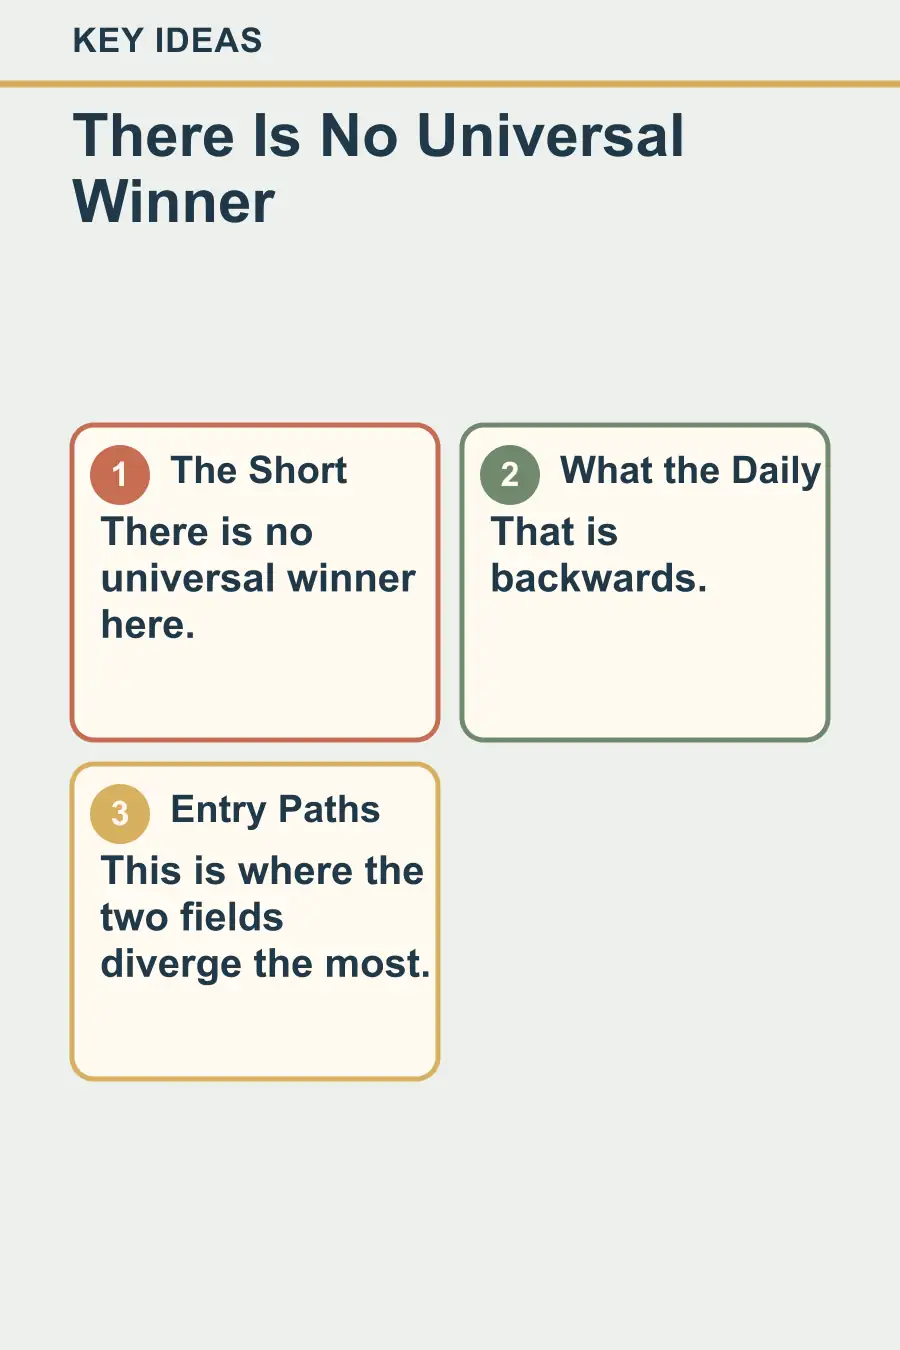 KEY IDEAS
There Is No Universal
Winner
1 The Short
There is no
universal winner
here.
2 What the Daily
That is
backwards.
3 Entry Paths
This is where the
two fields
diverge the most.